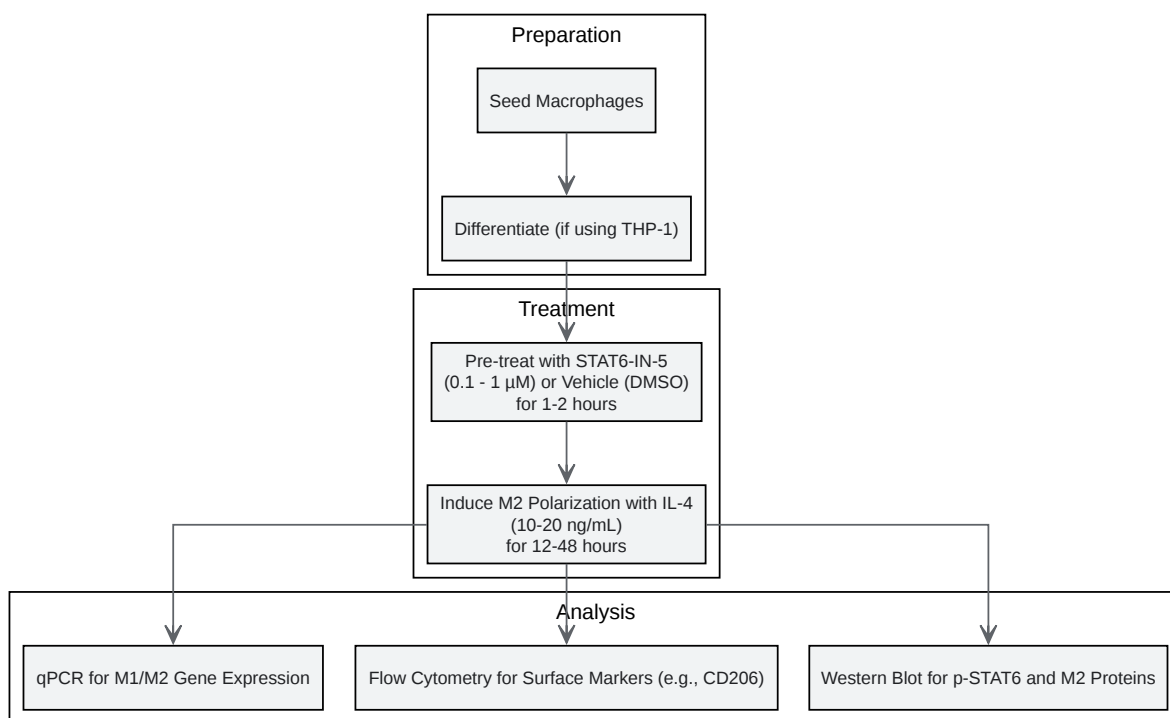 Preparation
Seed Macrophages
Differentiate (if using THP-1)
Treatment
Pre-treat with STAT6-IN-5
(0.1 - 1 µM) or Vehicle (DMSO)
for 1-2 hours
Induce M2 Polarization with IL-4
(10-20 ng/mL)
for 12-48 hours
Analysis
qPCR for M1/M2 Gene Expression
Flow Cytometry for Surface Markers (e.g., CD206)
Western Blot for p-STAT6 and M2 Proteins